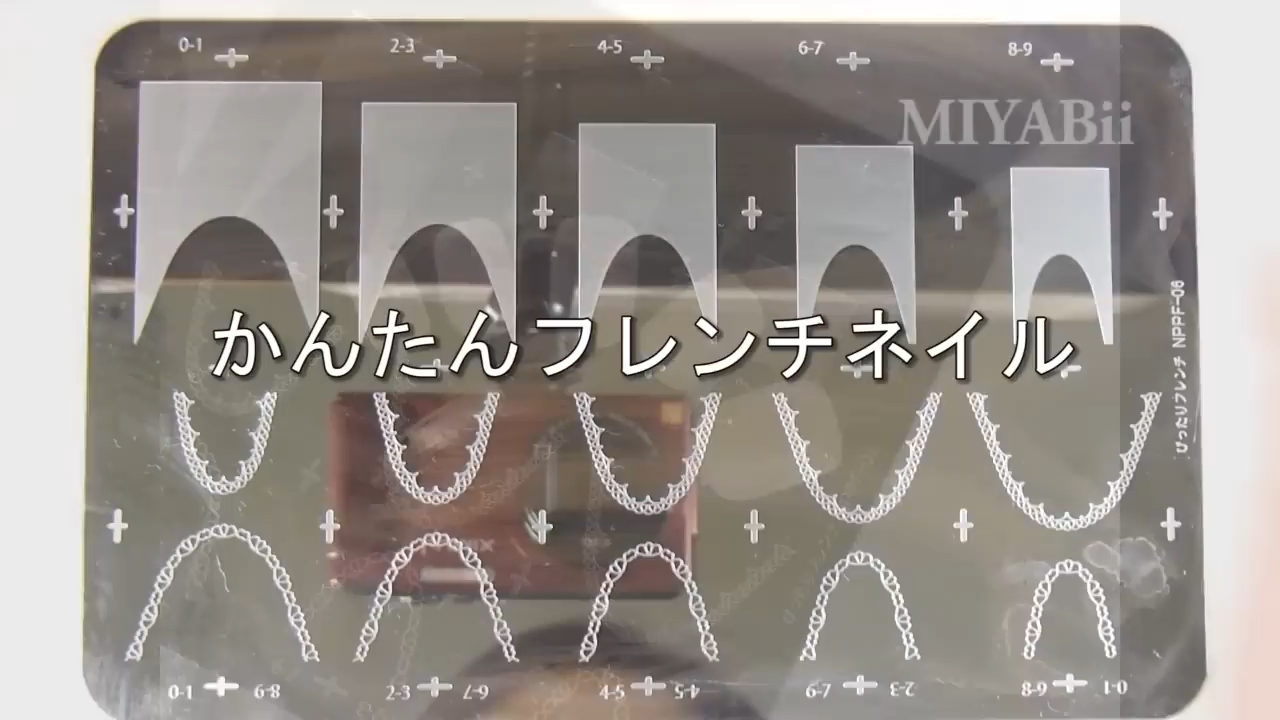 0-1 2-3 4-5 6-7 8-9
MIYABii
かんたんフレンチネイル
ぴったりフレンチ NPPF-06
0-1 8-9 2-3 6-7 4-5 4-5 6-7 2-3 8-9 0-1